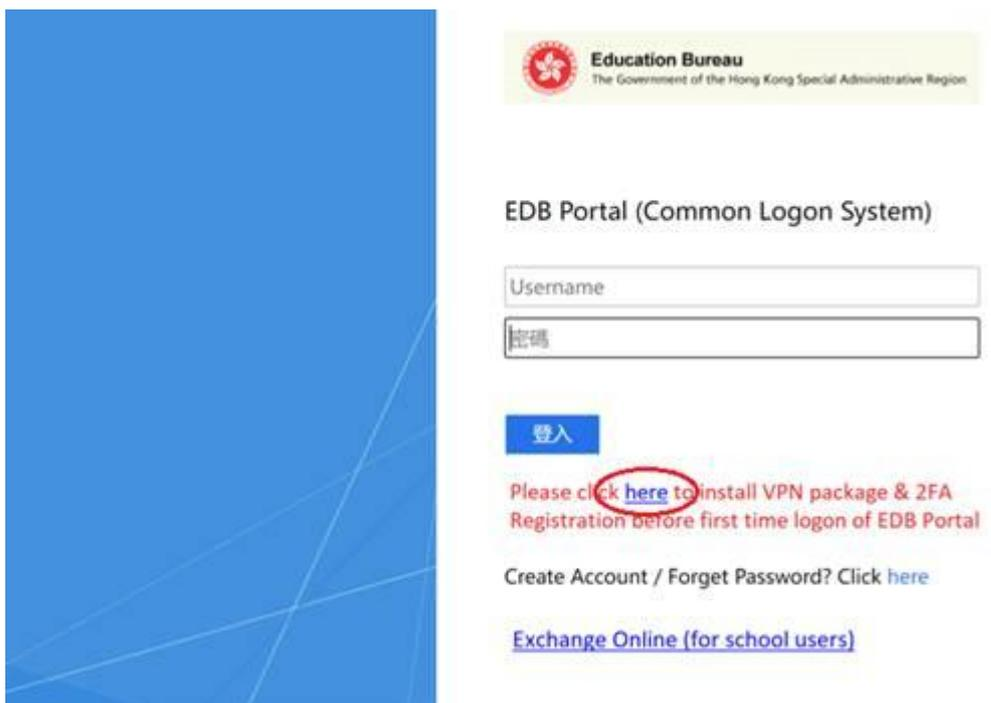 Education Bureau
The Government of the Hong Kong Special Administrative Region
EDB Portal (Common Logon System)
Username
密碼
登入
Please click here to install VPN package & 2FA
Registration before first time logon of EDB Portal
Create Account / Forget Password? Click here
Exchange Online (for school users)